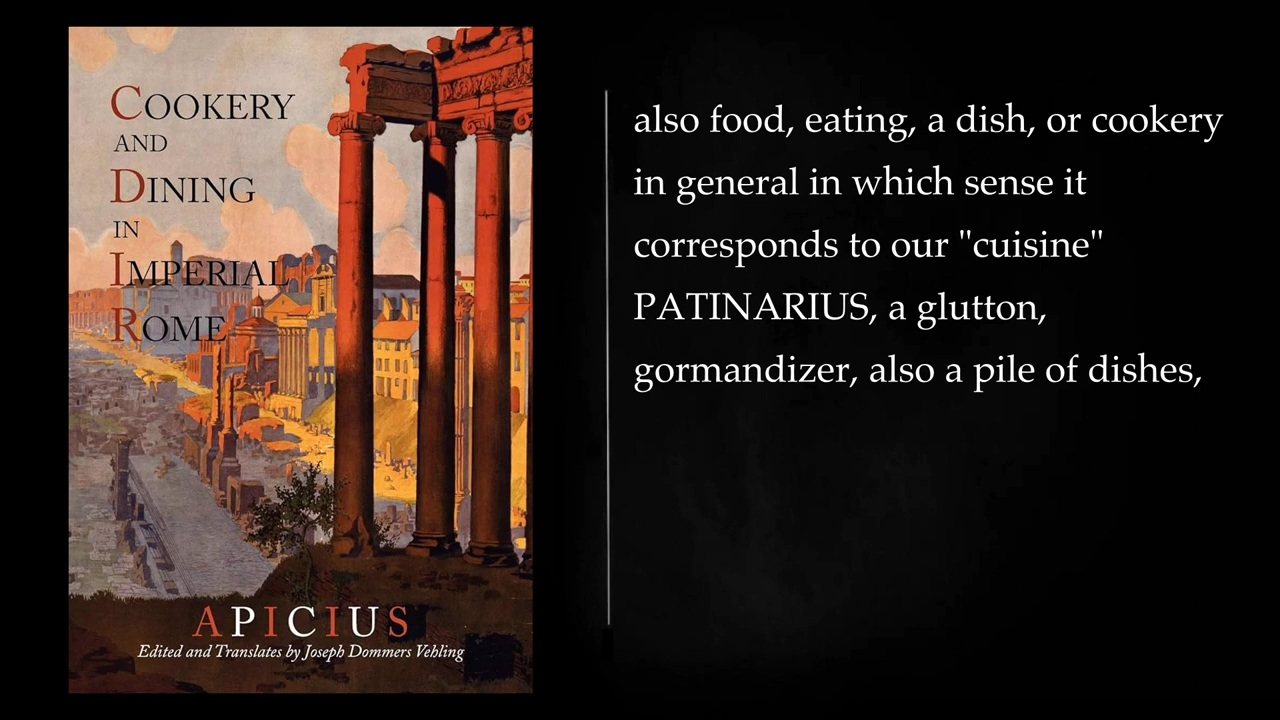 COOKERY
AND
DINING
IN
IMPERIAL
ROME
APICIUS
Edited and Translates by Joseph Dommers Vehling
also food, eating, a dish, or cookery
in general in which sense it
corresponds to our "cuisine"
PATINARIUS, a glutton,
gormandizer, also a pile of dishes,